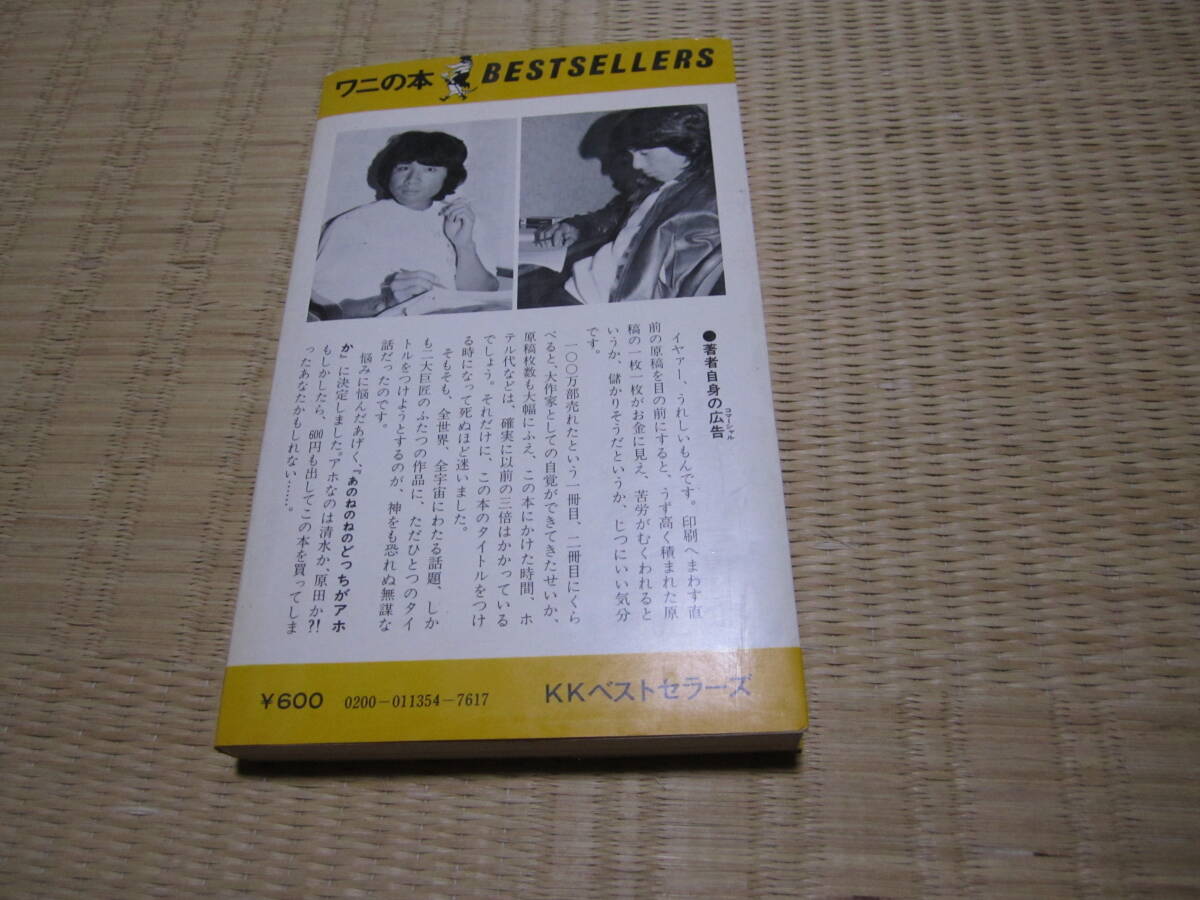 ワニの本
BESTSELLERS
●著者自身の広告
コマーシャル
イヤァー、うれしいもんです。印刷へまわす直
前の原稿を目の前にすると、うず高く積まれた原
稿の一枚一枚がお金に見え、苦労がむくわれると
いうか、儲かりそうだというか、じつにいい気分
です。
一〇〇万部売れたという一冊目、二冊目にくら
べると、大作家としての自覚ができてきたせいか、
原稿枚数も大幅にふえ、この本にかけた時間、ホ
テル代などは、確実に以前の三倍はかかっている
でしょう。それだけに、この本のタイトルをつけ
る時になって死ぬほど迷いました。
そもそも、全世界、全宇宙にわたる話題、しか
も二大巨匠のふたつの作品に、ただひとつのタイ
トルをつけようとするのが、神をも恐れぬ無謀な
話だったのです。
悩みに悩んだあげく、『あのねのねのどっちがアホ
か』に決定しました。アホなのは清水か、原田か?!
もしかしたら、600円も出してこの本を買ってしま
ったあなたかもしれない……。
¥600
0200-011354-7617
KKベストセラーズ